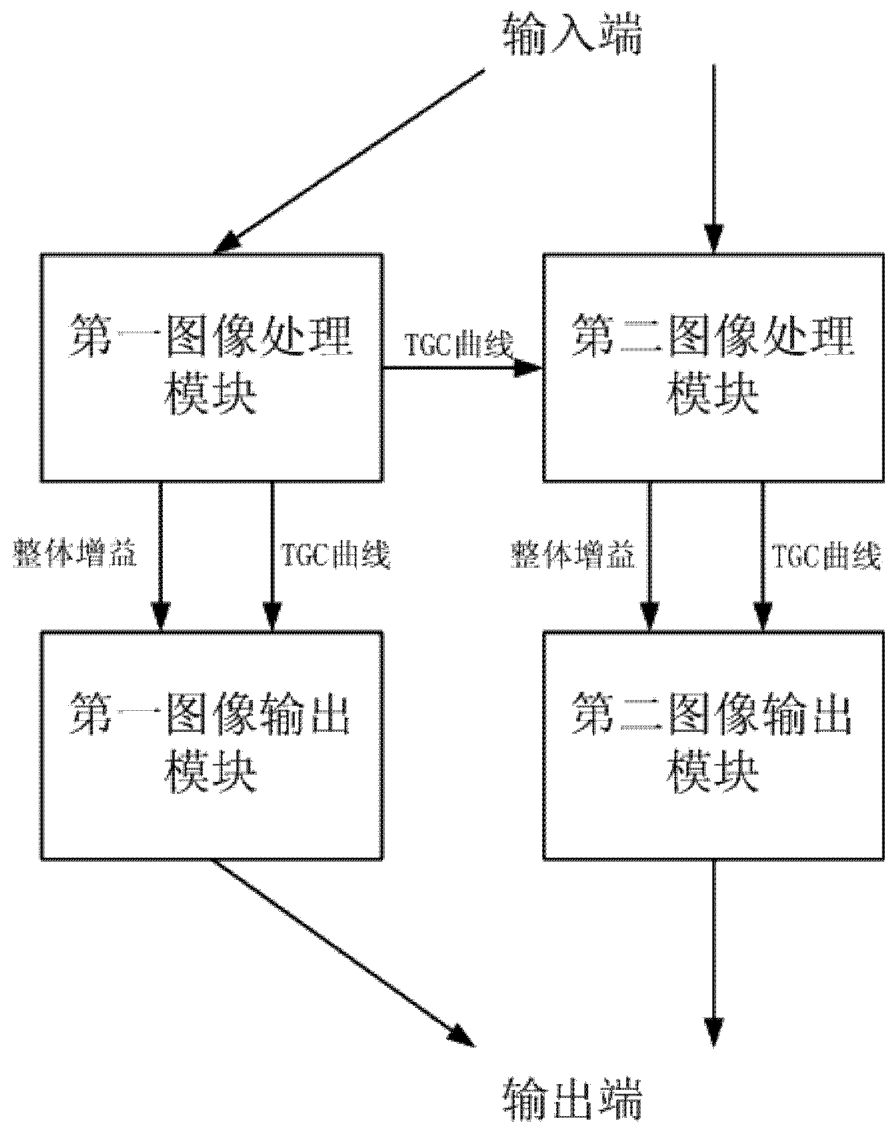 输入端
第一图像处理
模块
TGC曲线
第二图像处理
模块
整体增益
TGC曲线
整体增益
TGC曲线
第一图像输出
模块
第二图像输出
模块
输出端